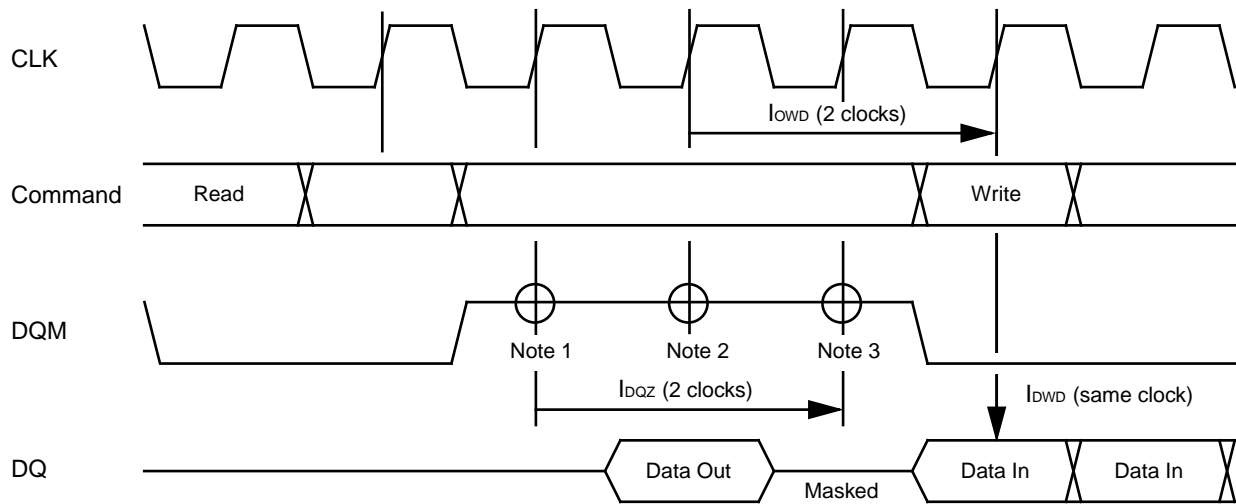 CLK
IOWD (2 clocks)
Command Read Write
DQM
Note 1 Note 2 Note 3
IDQZ (2 clocks) IDWD (same clock)
DQ Data Out Masked Data In Data In